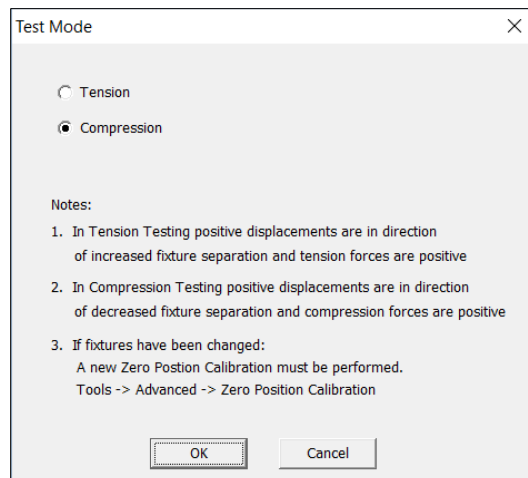 Test Mode
Tension
Compression
Notes:
1. In Tension Testing positive displacements are in direction
of increased fixture separation and tension forces are positive
2. In Compression Testing positive displacements are in direction
of decreased fixture separation and compression forces are positive
3. If fixtures have been changed:
A new Zero Postion Calibration must be performed.
Tools -> Advanced -> Zero Position Calibration
OK
Cancel